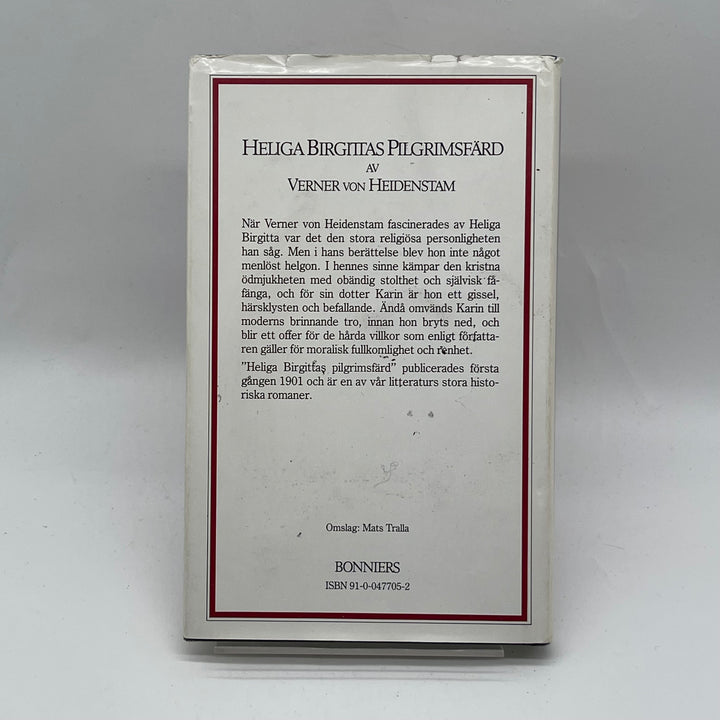 HELIGA BIRGITTAS PILGRIMSFÄRD
AV
VERNER VON HEIDENSTAM
När Verner von Heidenstam fascinerades av Heliga
Birgitta var det den stora religiösa personligheten
han såg. Men i hans berättelse blev hon inte något
menlöst helgon. I hennes sinne kämpar den kristna
ödmjukheten med obändig stolthet och självisk få-
fänga, och för sin dotter Karin är hon ett gissel,
härsklysten och befallande. Ändå omvänds Karin till
moderns brinnande tro, innan hon bryts ned, och
blir ett offer för de hårda villkor som enligt författa-
ren gäller för moralisk fullkomlighet och renhet.
"Heliga Birgittas pilgrimsfärd" publicerades första
gången 1901 och är en av vår litteraturs stora histo-
riska romaner.
Omslag: Mats Tralla
BONNIERS
ISBN 91-0-047705-2